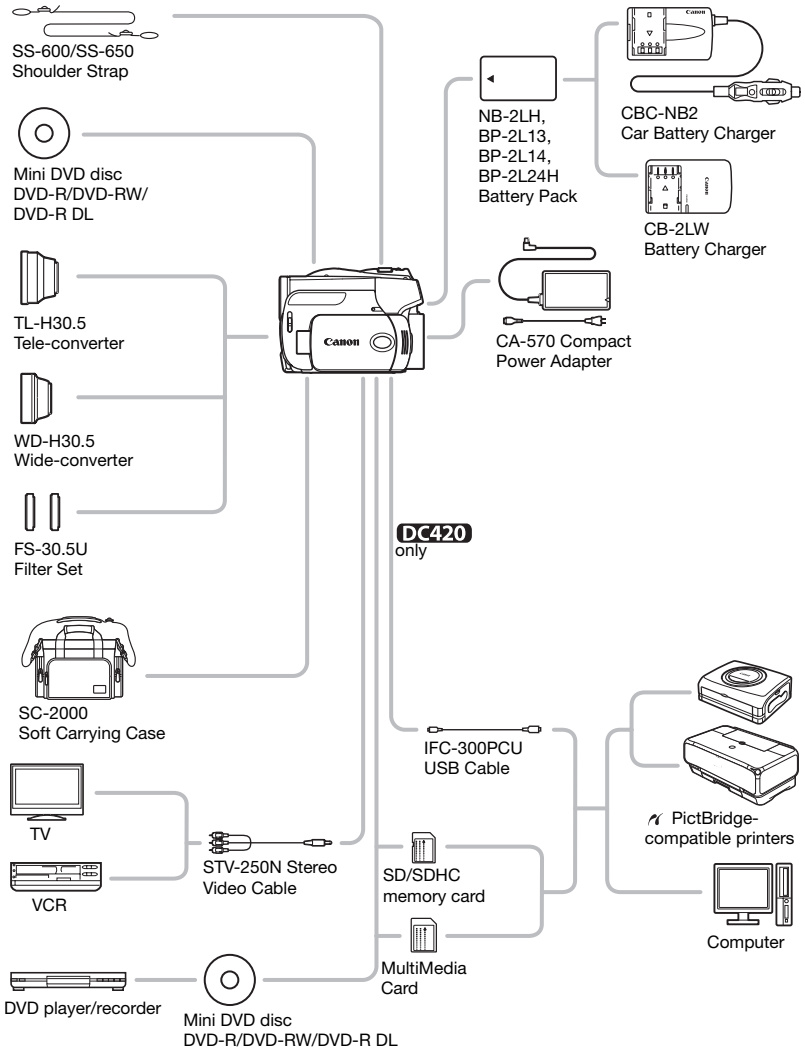 SS-600/SS-650
Shoulder Strap
Mini DVD disc
DVD-R/DVD-RW/
DVD-R DL
TL-H30.5
Tele-converter
WD-H30.5
Wide-converter
FS-30.5U
Filter Set
SC-2000
Soft Carrying Case
TV
VCR
DVD player/recorder
Mini DVD disc
DVD-R/DVD-RW/DVD-R DL
STV-250N Stereo
Video Cable
Canon
NB-2LH,
BP-2L13,
BP-2L14,
BP-2L24H
Battery Pack
Canon
CBC-NB2
Car Battery Charger
Canon
CB-2LW
Battery Charger
CA-570 Compact
Power Adapter
DC420
only
IFC-300PCU
USB Cable
SD/SDHC
memory card
MultiMedia
Card
PictBridge-
compatible printers
Computer